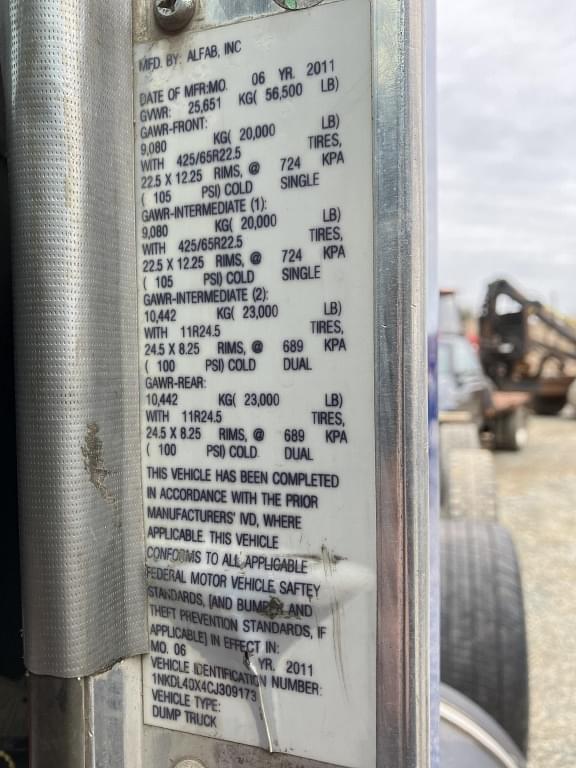 MFD. BY: ALFAB, INC
DATE OF MFR:MO. 06 YR. 2011
GVWR: 25,651 KG( 56,500 LB)
GAWR-FRONT:
9,080 KG( 20,000 LB)
WITH 425/65R22.5 TIRES,
22.5 X 12.25 RIMS, @ 724 KPA
( 105 PSI) COLD SINGLE
GAWR-INTERMEDIATE (1):
9,080 KG( 20,000 LB)
WITH 425/65R22.5 TIRES,
22.5 X 12.25 RIMS, @ 724 KPA
( 105 PSI) COLD SINGLE
GAWR-INTERMEDIATE (2):
10,442 KG( 23,000 LB)
WITH 11R24.5 TIRES,
24.5 X 8.25 RIMS, @ 689 KPA
( 100 PSI) COLD DUAL
GAWR-REAR:
10,442 KG( 23,000 LB)
WITH 11R24.5 TIRES,
24.5 X 8.25 RIMS, @ 689 KPA
( 100 PSI) COLD DUAL
THIS VEHICLE HAS BEEN COMPLETED
IN ACCORDANCE WITH THE PRIOR
MANUFACTURERS' IVD, WHERE
APPLICABLE. THIS VEHICLE
CONFORMS TO ALL APPLICABLE
FEDERAL MOTOR VEHICLE SAFTEY
STANDARDS, [AND BUMPER AND
THEFT PREVENTION STANDARDS, IF
APPLICABLE] IN EFFECT IN:
MO. 06 YR. 2011
VEHICLE IDENTIFICATION NUMBER:
1NKDL40X4CJ309173
VEHICLE TYPE:
DUMP TRUCK